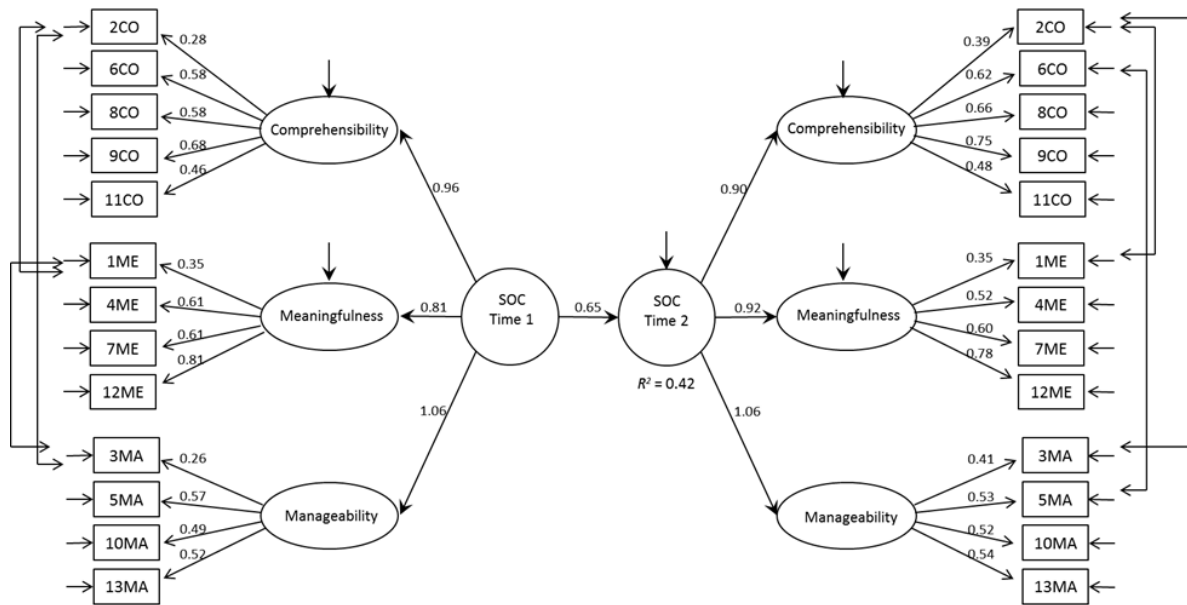 2CO
6CO
8CO
9CO
11CO
0.28
0.58
0.58
0.68
0.46
Comprehensibility
0.96
1ME
4ME
7ME
12ME
0.35
0.61
0.61
0.81
Meaningfulness
0.81
3MA
5MA
10MA
13MA
0.26
0.57
0.49
0.52
Manageability
1.06
SOC
Time 1
0.65
SOC
Time 2
R² = 0.42
0.90
Comprehensibility
0.39
0.62
0.66
0.75
0.48
2CO
6CO
8CO
9CO
11CO
0.92
Meaningfulness
0.35
0.52
0.60
0.78
1ME
4ME
7ME
12ME
1.06
Manageability
0.41
0.53
0.52
0.54
3MA
5MA
10MA
13MA